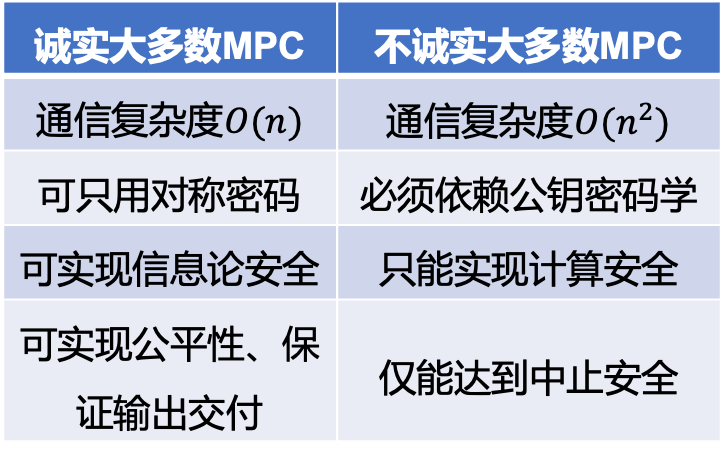 诚实大多数MPC
不诚实大多数MPC
通信复杂度O(n)
通信复杂度O(n²)
可只用对称密码
必须依赖公钥密码学
可实现信息论安全
只能实现计算安全
可实现公平性、保
证输出交付
仅能达到中止安全